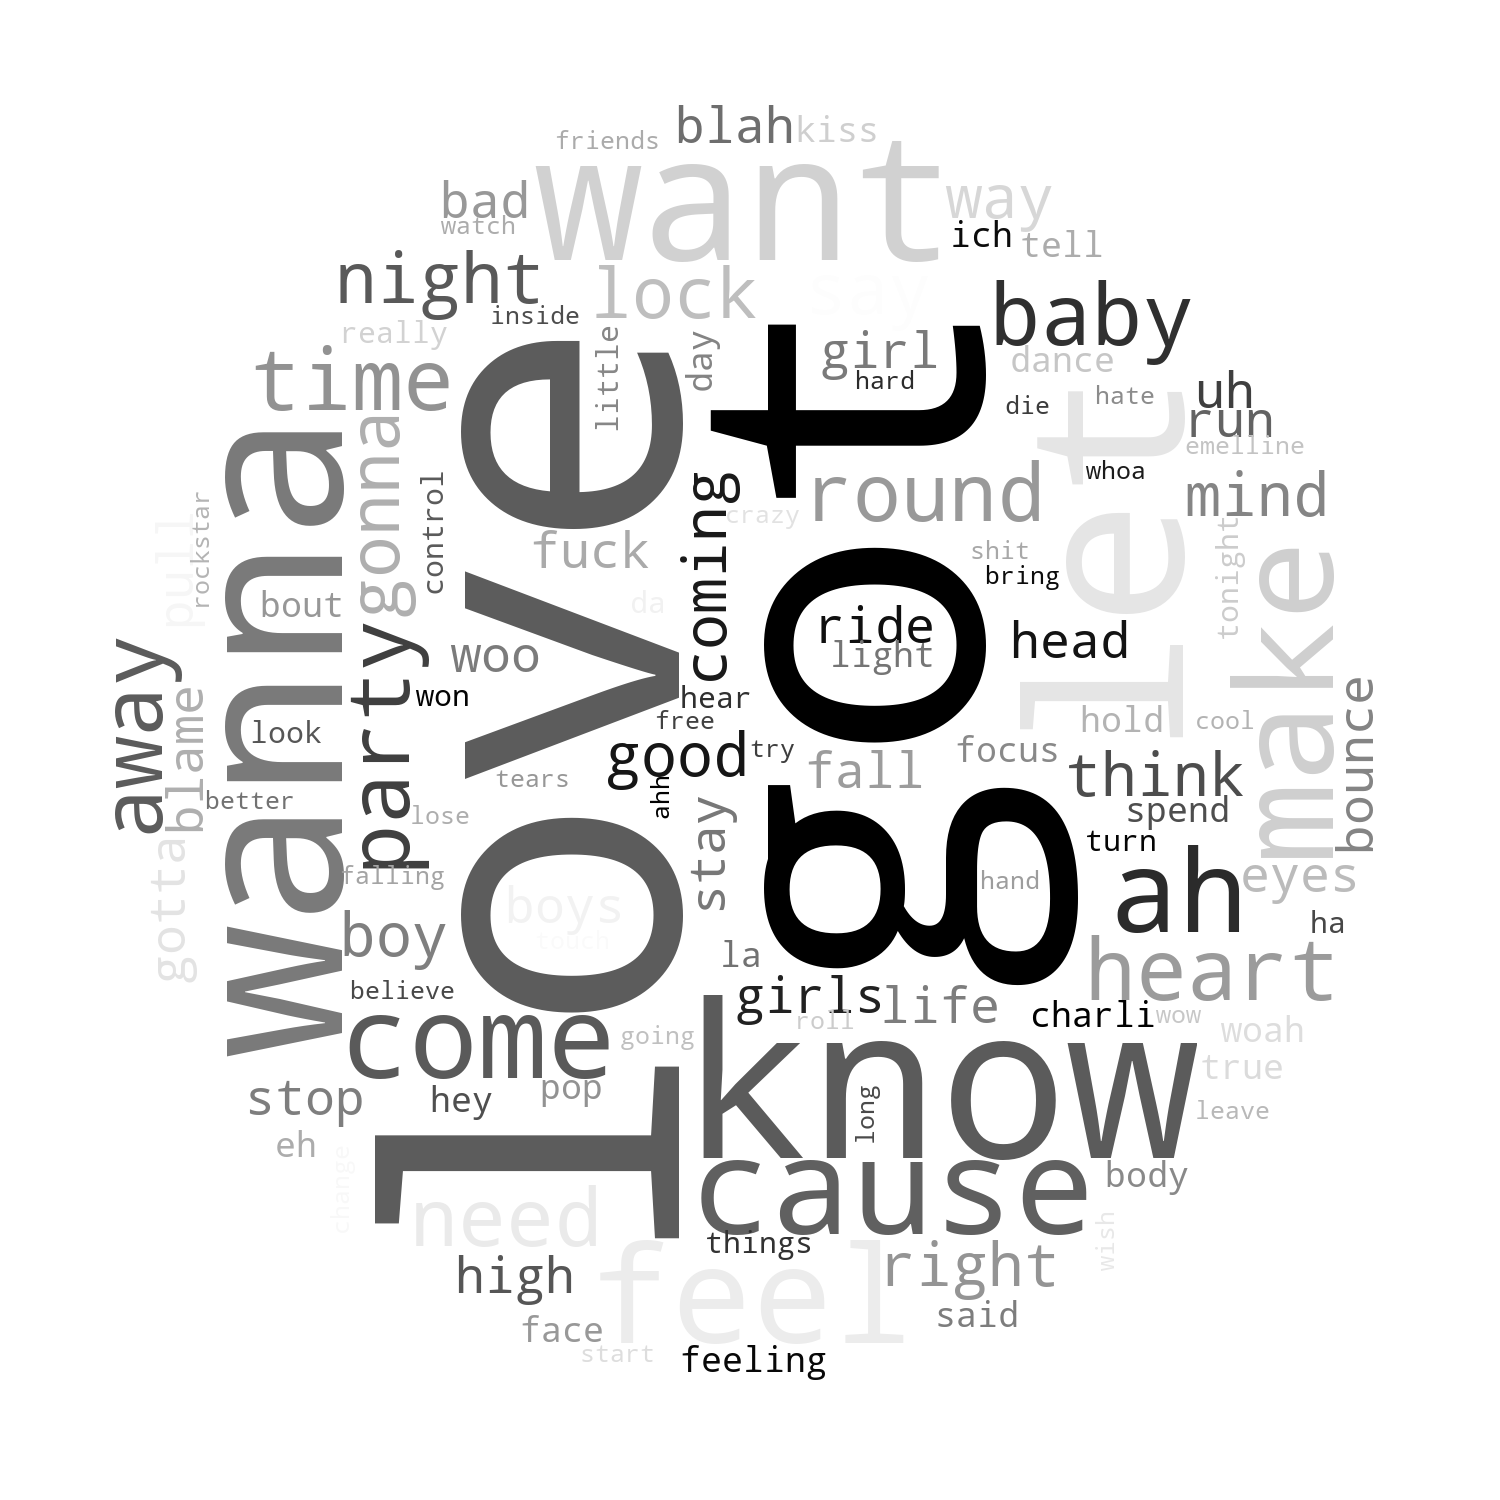 friends
blah
kiss
want
bad
watch
way
ich
tell
night
lock
say
baby
inside
really
little
day
girl
hard
dance
time
die
hate
uh
run
emelline
wanna
gonna
love
got
let
control
coming
round
whoa
mind
rockstar
pull
crazy
fuck
shit
bring
tonight
make
bout
da
ride
light
head
woo
party
won
away
blame
look
hear
free
good
try
hold
cool
fall
focus
think
bounce
tears
better
lose
ahh
stay
spend
turn
falling
gotta
boys
touch
hand
ah
eyes
boy
la
ha
heart
believe
girls
life
roll
charli
wow
come
going
know
woah
true
stop
hey
pop
long
leave
eh
change
cause
body
need
things
wish
high
feel
right
face
said
start
feeling